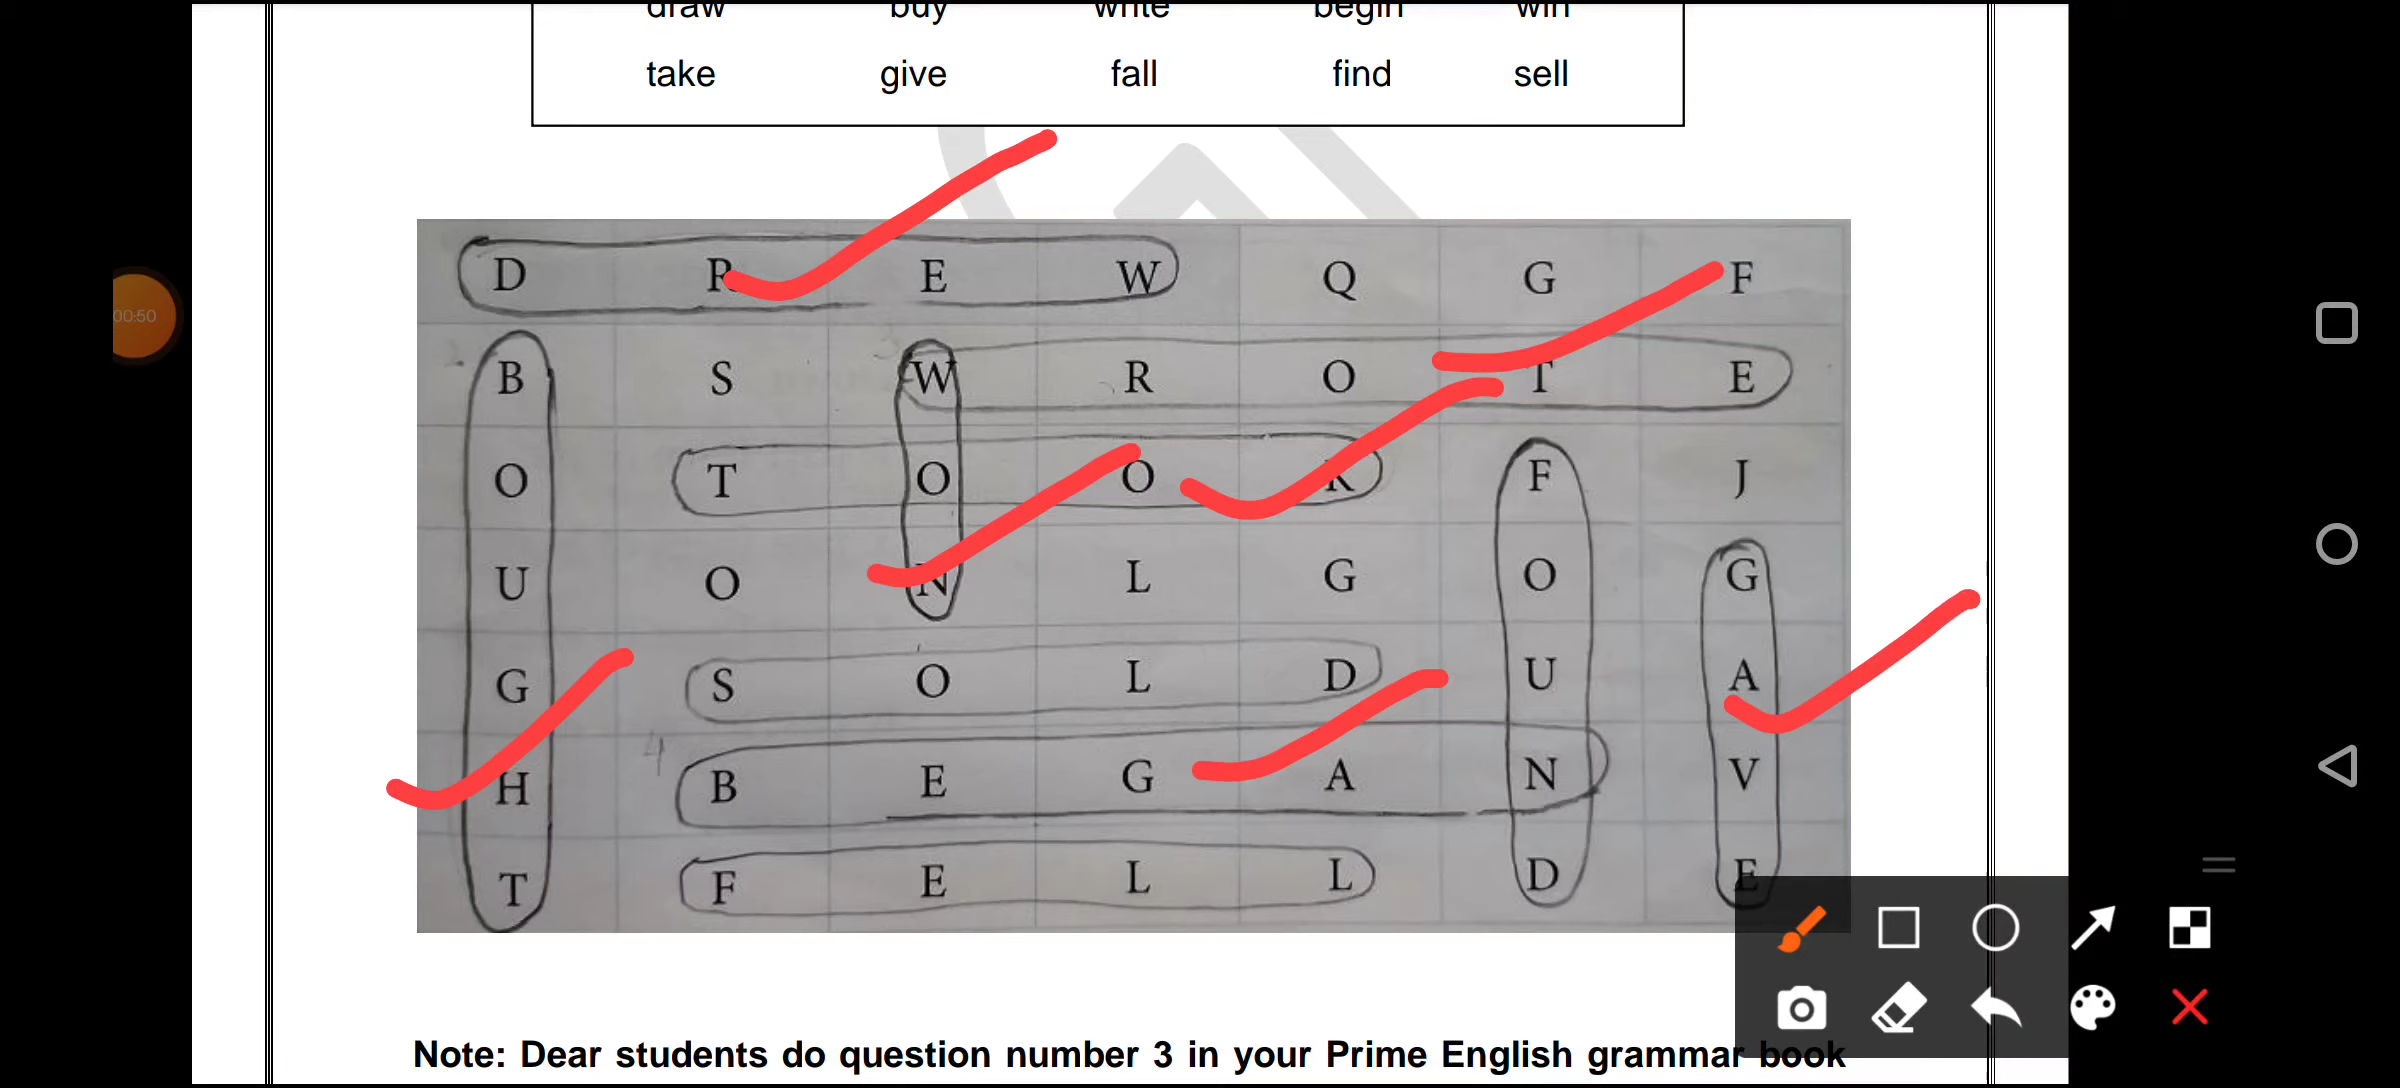 draw buy write begin win
take give fall find sell
D R E W Q G F
B S W R O T E
O T O O K F J
U O N L G O G
G S O L D U A
H B E G A N V
T F E L L D E
00:50
4
Note: Dear students do question number 3 in your Prime English grammar book